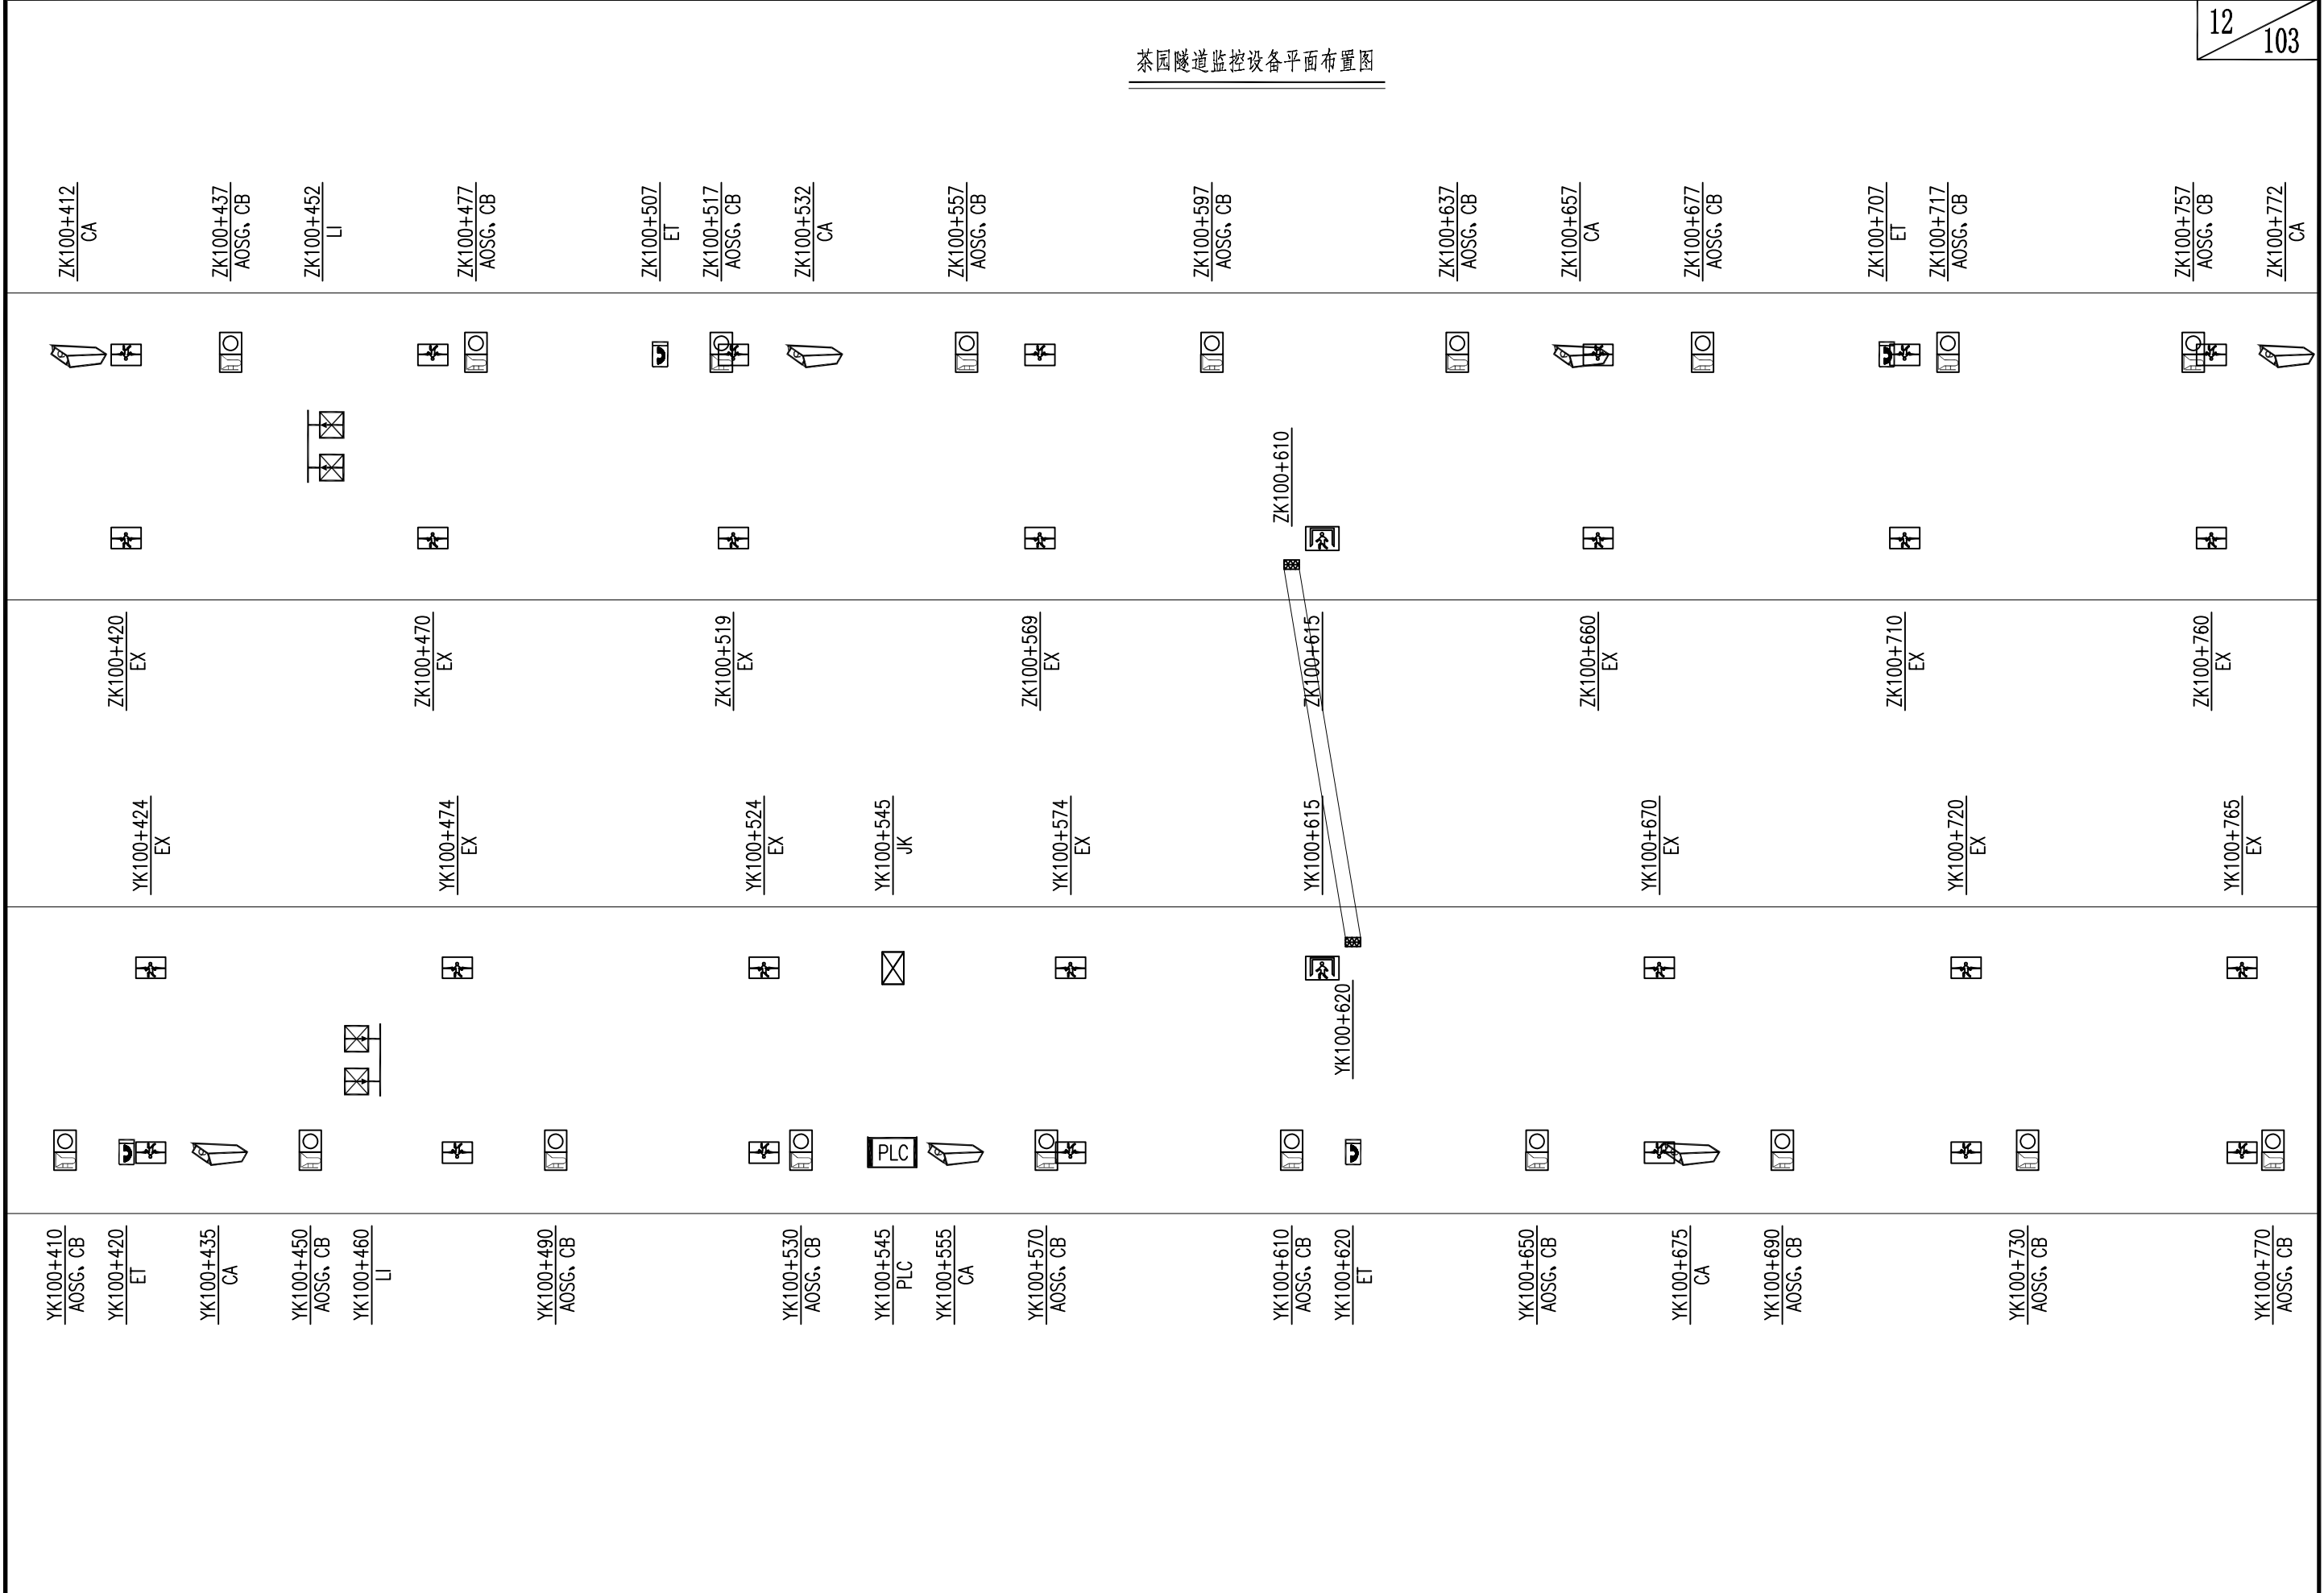 12
103
茶园隧道监控设备平面布置图
ZK100+412
CA
ZK100+437
AOSG、CB
ZK100+452
LI
ZK100+477
AOSG、CB
ZK100+507
ET
ZK100+517
AOSG、CB
ZK100+532
CA
ZK100+557
AOSG、CB
ZK100+597
AOSG、CB
ZK100+637
AOSG、CB
ZK100+657
CA
ZK100+677
AOSG、CB
ZK100+707
ET
ZK100+717
AOSG、CB
ZK100+757
AOSG、CB
ZK100+772
CA
ZK100+610
ZK100+420
EX
ZK100+470
EX
ZK100+519
EX
ZK100+569
EX
ZK100+615
ZK100+660
EX
ZK100+710
EX
ZK100+760
EX
YK100+424
EX
YK100+474
EX
YK100+524
EX
YK100+545
JK
YK100+574
EX
YK100+615
YK100+670
EX
YK100+720
EX
YK100+765
EX
YK100+620
PLC
YK100+410
AOSG、CB
YK100+420
ET
YK100+435
CA
YK100+450
AOSG、CB
YK100+460
LI
YK100+490
AOSG、CB
YK100+530
AOSG、CB
YK100+545
PLC
YK100+555
CA
YK100+570
AOSG、CB
YK100+610
AOSG、CB
YK100+620
ET
YK100+650
AOSG、CB
YK100+675
CA
YK100+690
AOSG、CB
YK100+730
AOSG、CB
YK100+770
AOSG、CB